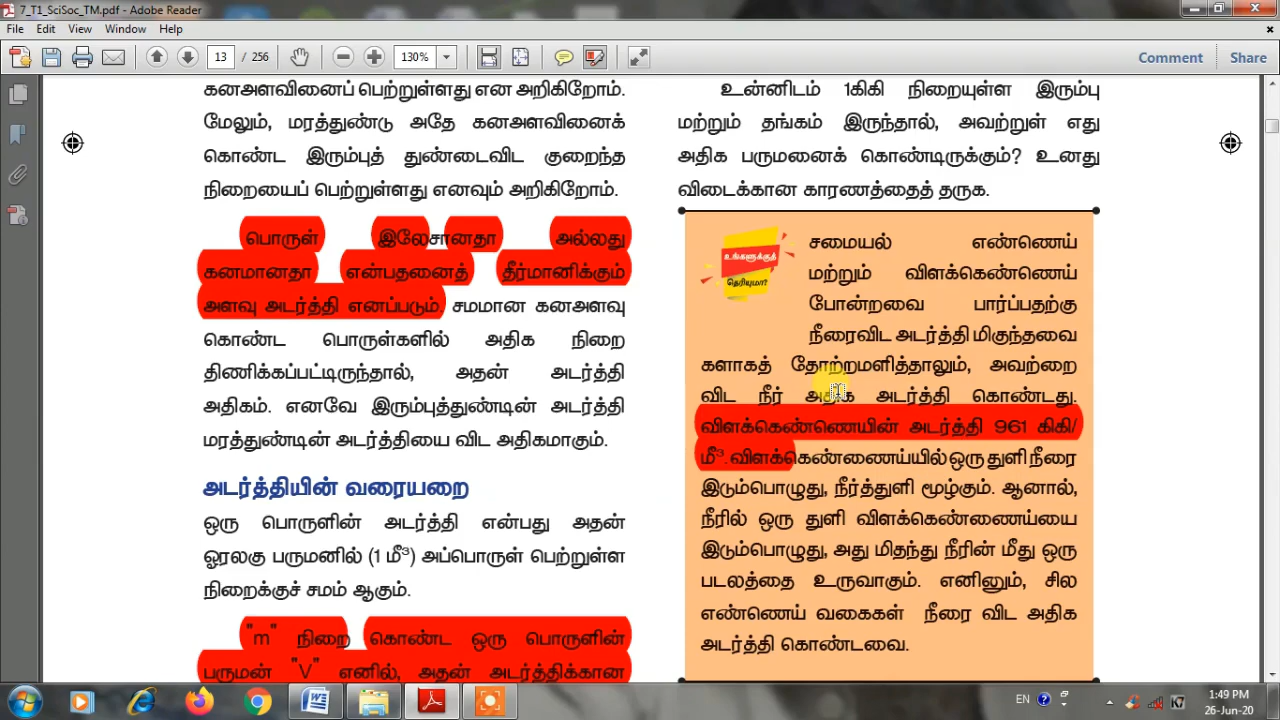 7_T1_SciSoc_TM.pdf - Adobe Reader
File Edit View Window Help
13 / 256 130% Comment Share
கனஅளவினைப் பெற்றுள்ளது என அறிகிறோம்.
மேலும், மரத்துண்டு அதே கனஅளவினைக்
கொண்ட இரும்புத் துண்டைவிட குறைந்த
நிறையைப் பெற்றுள்ளது எனவும் அறிகிறோம்.
பொருள் இலேசானதா அல்லது
கனமானதா என்பதனைத் தீர்மானிக்கும்
அளவு அடர்த்தி எனப்படும். சமமான கனஅளவு
கொண்ட பொருள்களில் அதிக நிறை
திணிக்கப்பட்டிருந்தால், அதன் அடர்த்தி
அதிகம். எனவே இரும்புத்துண்டின் அடர்த்தி
மரத்துண்டின் அடர்த்தியை விட அதிகமாகும்.
அடர்த்தியின் வரையறை
ஒரு பொருளின் அடர்த்தி என்பது அதன்
ஓரலகு பருமனில் (1 மீ³) அப்பொருள் பெற்றுள்ள
நிறைக்குச் சமம் ஆகும்.
"m" நிறை கொண்ட ஒரு பொருளின்
பருமன் "V" எனில், அதன் அடர்த்திக்கான
உன்னிடம் 1கிகி நிறையுள்ள இரும்பு
மற்றும் தங்கம் இருந்தால், அவற்றுள் எது
அதிக பருமனைக் கொண்டிருக்கும்? உனது
விடைக்கான காரணத்தைத் தருக.
உங்களுக்குத்
தெரியுமா?
சமையல் எண்ணெய்
மற்றும் விளக்கெண்ணெய்
போன்றவை பார்ப்பதற்கு
நீரைவிட அடர்த்தி மிகுந்தவை
களாகத் தோற்றமளித்தாலும், அவற்றை
விட நீர் அதிக அடர்த்தி கொண்டது.
விளக்கெண்ணெயின் அடர்த்தி 961 கிகி/
மீ³. விளக்கெண்ணைய்யில் ஒரு துளி நீரை
இடும்பொழுது, நீர்த்துளி மூழ்கும். ஆனால்,
நீரில் ஒரு துளி விளக்கெண்ணைய்யை
இடும்பொழுது, அது மிதந்து நீரின் மீது ஒரு
படலத்தை உருவாகும். எனினும், சில
எண்ணெய் வகைகள் நீரை விட அதிக
அடர்த்தி கொண்டவை.
EN
1:49 PM
26-Jun-20